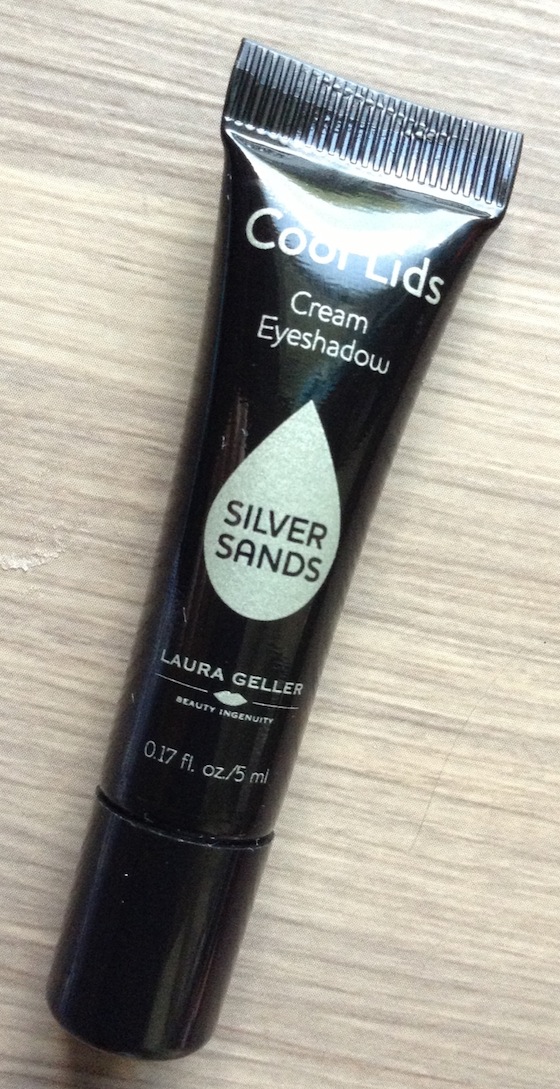 Cool Lids
Cream
Eyeshadow
SILVER
SANDS
LAURA GELLER
BEAUTY INGENUITY
0.17 fl. oz./5 ml